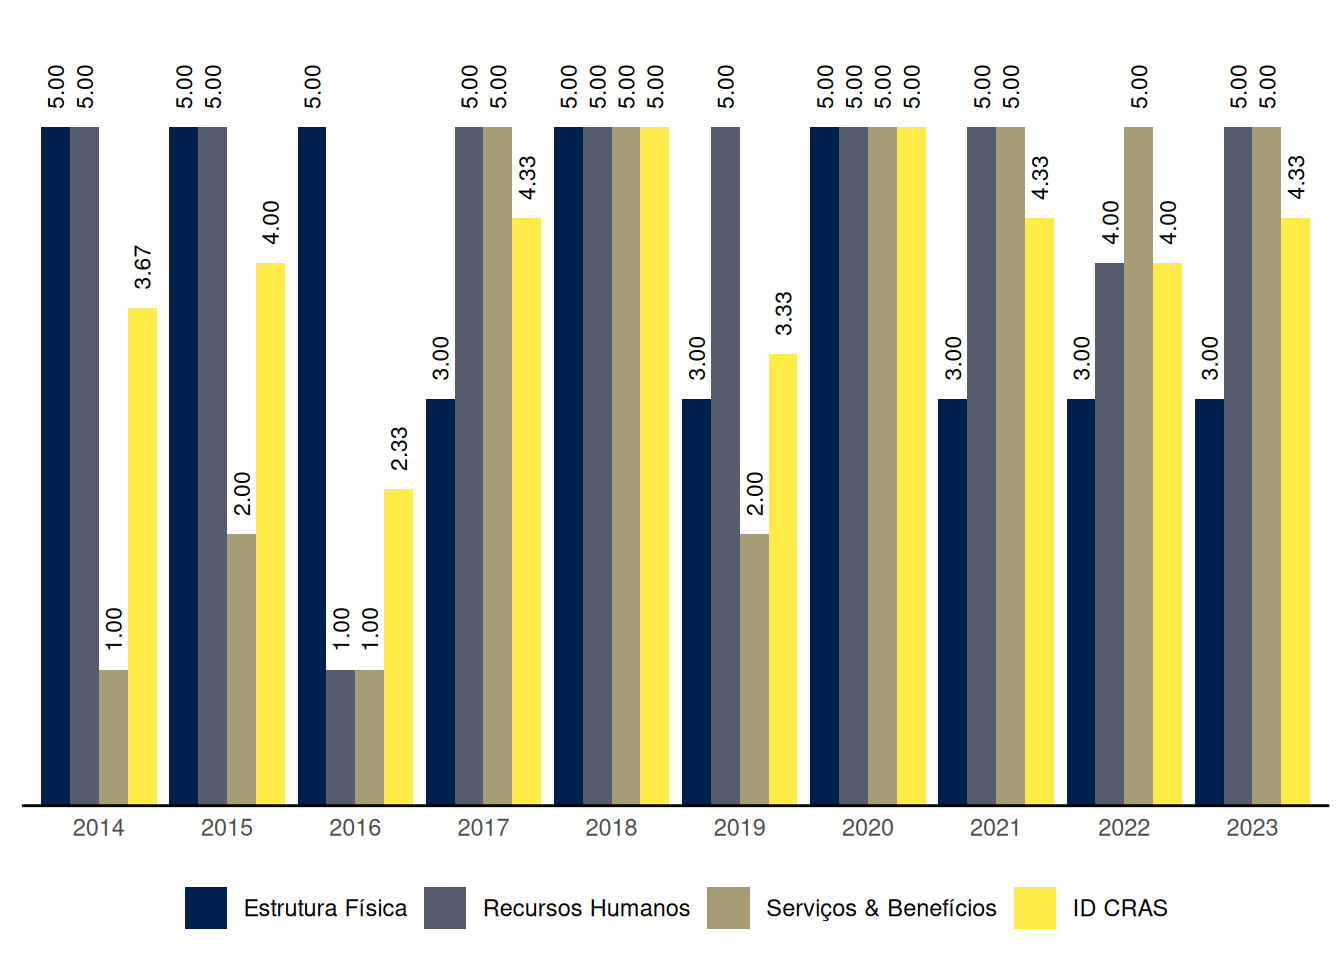 5.00 5.00 1.00 3.67
5.00 5.00 2.00 4.00
5.00 1.00 1.00 2.33
3.00 5.00 5.00 4.33
5.00 5.00 5.00 5.00
3.00 5.00 2.00 3.33
5.00 5.00 5.00 5.00
3.00 5.00 5.00 4.33
3.00 4.00 5.00 4.00
3.00 5.00 5.00 4.33
2014 2015 2016 2017 2018 2019 2020 2021 2022 2023
Estrutura Física Recursos Humanos Serviços & Benefícios ID CRAS